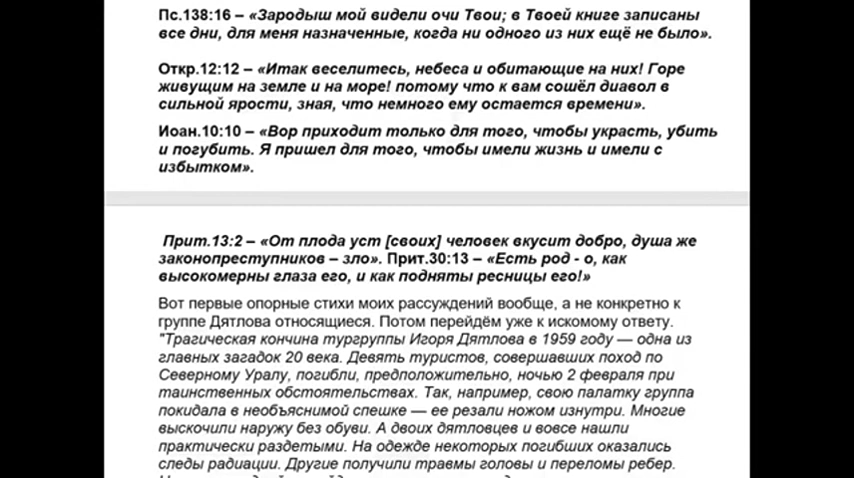 Пс.138:16 – «Зародыш мой видели очи Твои; в Твоей книге записаны
все дни, для меня назначенные, когда ни одного из них ещё не было».
Откр.12:12 – «Итак веселитесь, небеса и обитающие на них! Горе
живущим на земле и на море! потому что к вам сошёл диавол в
сильной ярости, зная, что немного ему остается времени».
Иоан.10:10 – «Вор приходит только для того, чтобы украсть, убить
и погубить. Я пришел для того, чтобы имели жизнь и имели с
избытком».
Прит.13:2 – «От плода уст [своих] человек вкусит добро, душа же
законопреступников – зло». Прит.30:13 – «Есть род - о, как
высокомерны глаза его, и как подняты ресницы его!»
Вот первые опорные стихи моих рассуждений вообще, а не конкретно к
группе Дятлова относящиеся. Потом перейдём уже к искомому ответу.
"Трагическая кончина тургруппы Игоря Дятлова в 1959 году — одна из
главных загадок 20 века. Девять туристов, совершавших поход по
Северному Уралу, погибли, предположительно, ночью 2 февраля при
таинственных обстоятельствах. Так, например, свою палатку группа
покидала в необъяснимой спешке — ее резали ножом изнутри. Многие
выскочили наружу без обуви. А двоих дятловцев и вовсе нашли
практически раздетыми. На одежде некоторых погибших оказались
следы радиации. Другие получили травмы головы и переломы ребер.